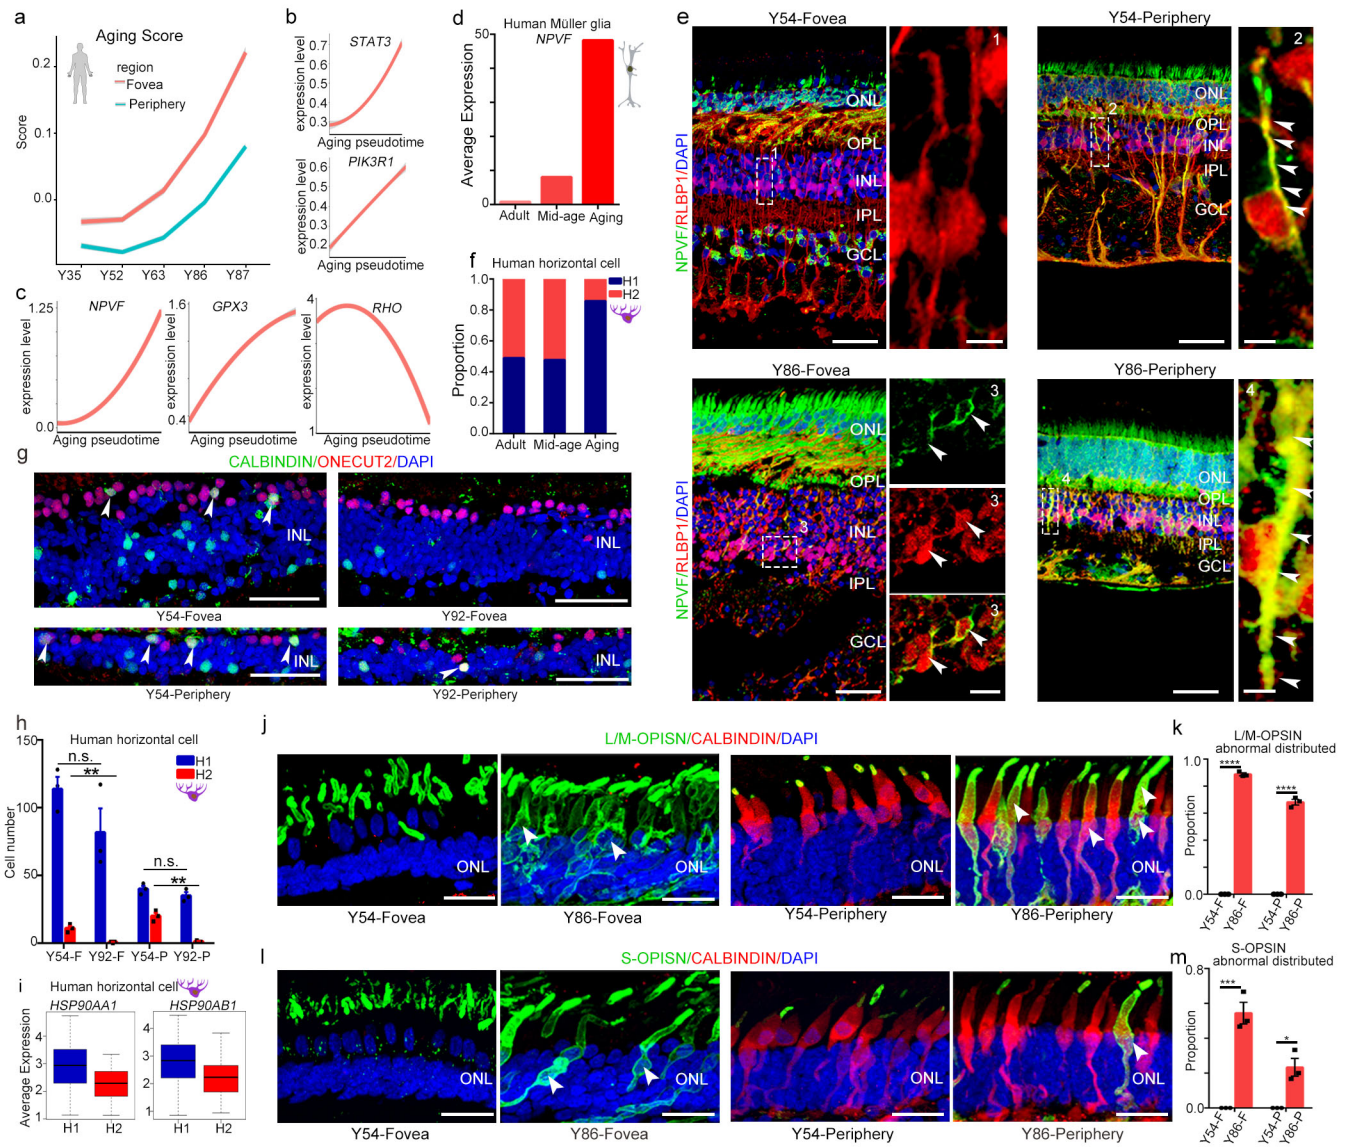 a
Aging Score
region
Fovea
Periphery
Score
0.2
0.1
0.0
Y35
Y52
Y63
Y86
Y87
b
STAT3
expression level
0.7
0.6
0.5
0.4
0.3
Aging pseudotime
PIK3R1
expression level
0.6
0.5
0.4
0.3
0.2
Aging pseudotime
c
NPVF
expression level
1.25
0.0
Aging pseudotime
GPX3
expression level
1.6
0.4
Aging pseudotime
RHO
expression level
4
1
Aging pseudotime
d
Human Müller glia
NPVF
Average Expression
50
0
Adult
Mid-age
Aging
e
Y54-Fovea
NPVF/RLBP1/DAPI
ONL
OPL
INL
IPL
GCL
1
1
Y54-Periphery
ONL
OPL
INL
IPL
GCL
2
2
Y86-Fovea
NPVF/RLBP1/DAPI
ONL
OPL
INL
IPL
GCL
3
3
3
3
Y86-Periphery
ONL
OPL
INL
IPL
GCL
4
4
f
Human horizontal cell
H1
H2
Proportion
1.0
0.8
0.6
0.4
0.2
0.0
Adult
Mid-age
Aging
g
CALBINDIN/ONECUT2/DAPI
INL
INL
Y54-Fovea
Y92-Fovea
INL
INL
Y54-Periphery
Y92-Periphery
h
Human horizontal cell
H1
H2
Cell number
150
100
50
0
n.s.
**
n.s.
**
Y54-F
Y92-F
Y54-P
Y92-P
i
Human horizontal cell
HSP90AA1
HSP90AB1
Average Expression
4
3
2
1
4
3
2
1
H1
H2
H1
H2
j
L/M-OPISN/CALBINDIN/DAPI
ONL
ONL
ONL
ONL
Y54-Fovea
Y86-Fovea
Y54-Periphery
Y86-Periphery
k
L/M-OPSIN
abnormal distributed
Proportion
1.0
0.0
****
****
Y54-F
Y86-F
Y54-P
Y86-P
l
S-OPISN/CALBINDIN/DAPI
ONL
ONL
ONL
ONL
Y54-Fovea
Y86-Fovea
Y54-Periphery
Y86-Periphery
m
S-OPSIN
abnormal distributed
Proportion
0.8
0.0
***
*
Y54-F
Y86-F
Y54-P
Y86-P